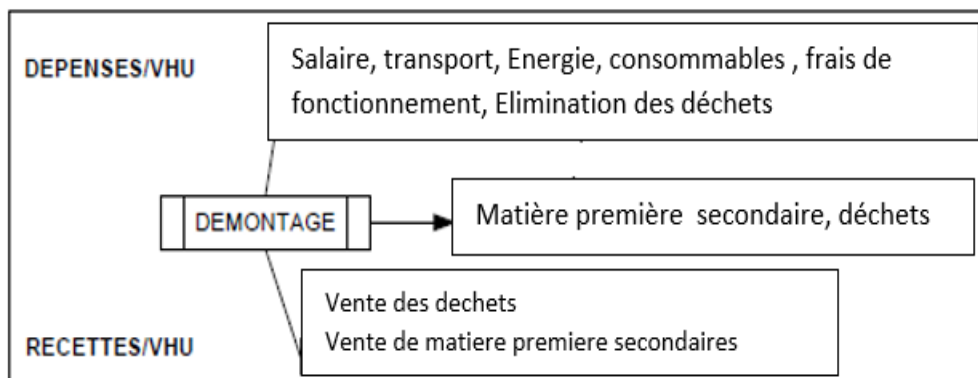 DEPENSES/VHU
Salaire, transport, Energie, consommables , frais de
fonctionnement, Elimination des déchets
DEMONTAGE
Matière première secondaire, déchets
Vente des dechets
Vente de matiere premiere secondaires
RECETTES/VHU